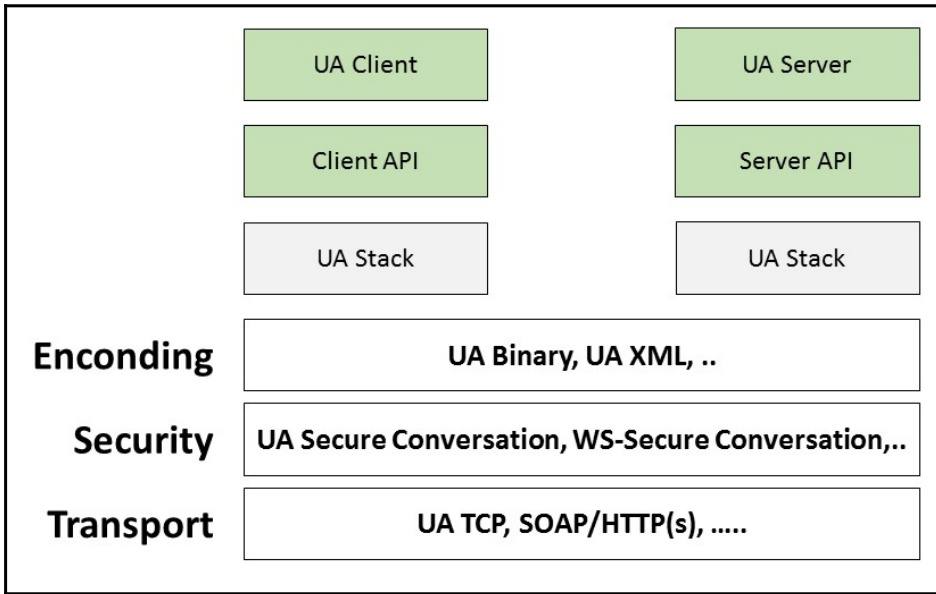 UA Client UA Server
Client API Server API
UA Stack UA Stack
Enconding UA Binary, UA XML, ..
Security UA Secure Conversation, WS-Secure Conversation,..
Transport UA TCP, SOAP/HTTP(s), .....